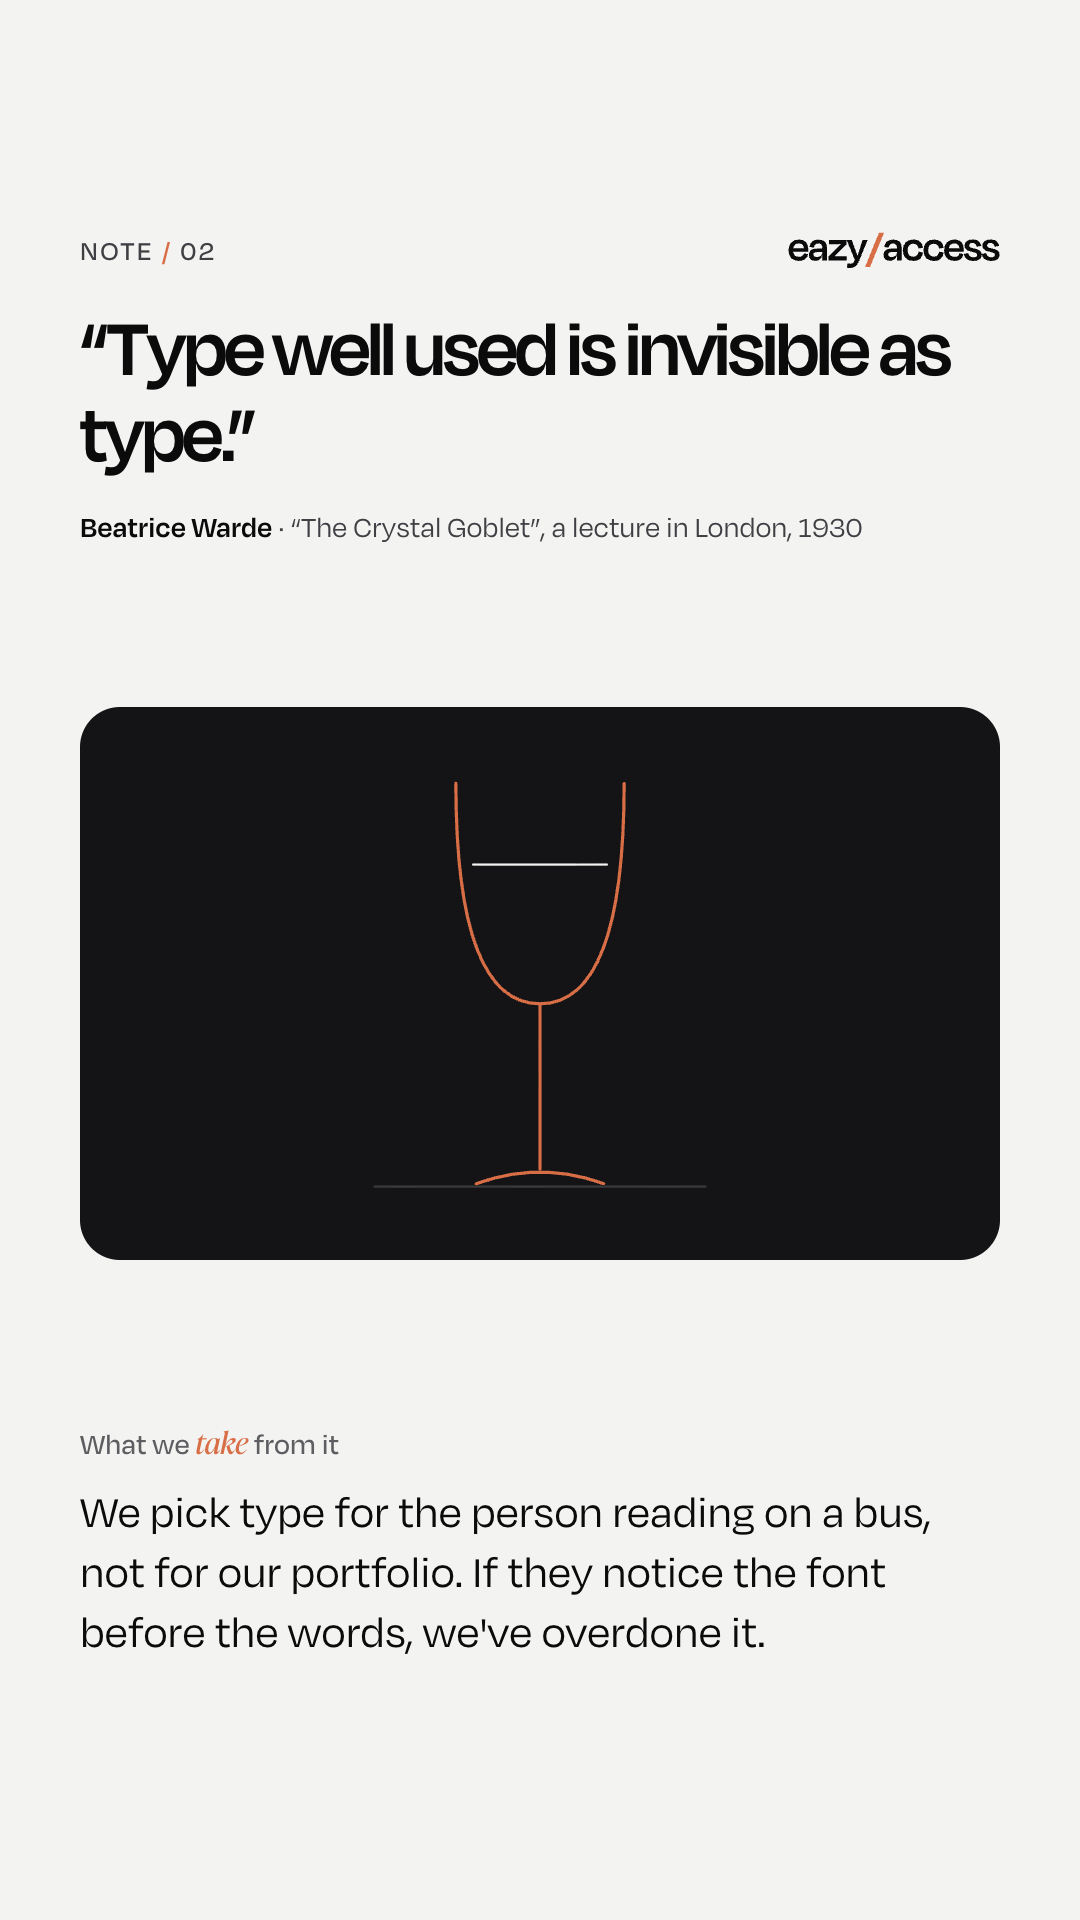 NOTE / 02
eazy/access
“Type well used is invisible as
type.”
Beatrice Warde · “The Crystal Goblet”, a lecture in London, 1930
What we take from it
We pick type for the person reading on a bus,
not for our portfolio. If they notice the font
before the words, we've overdone it.